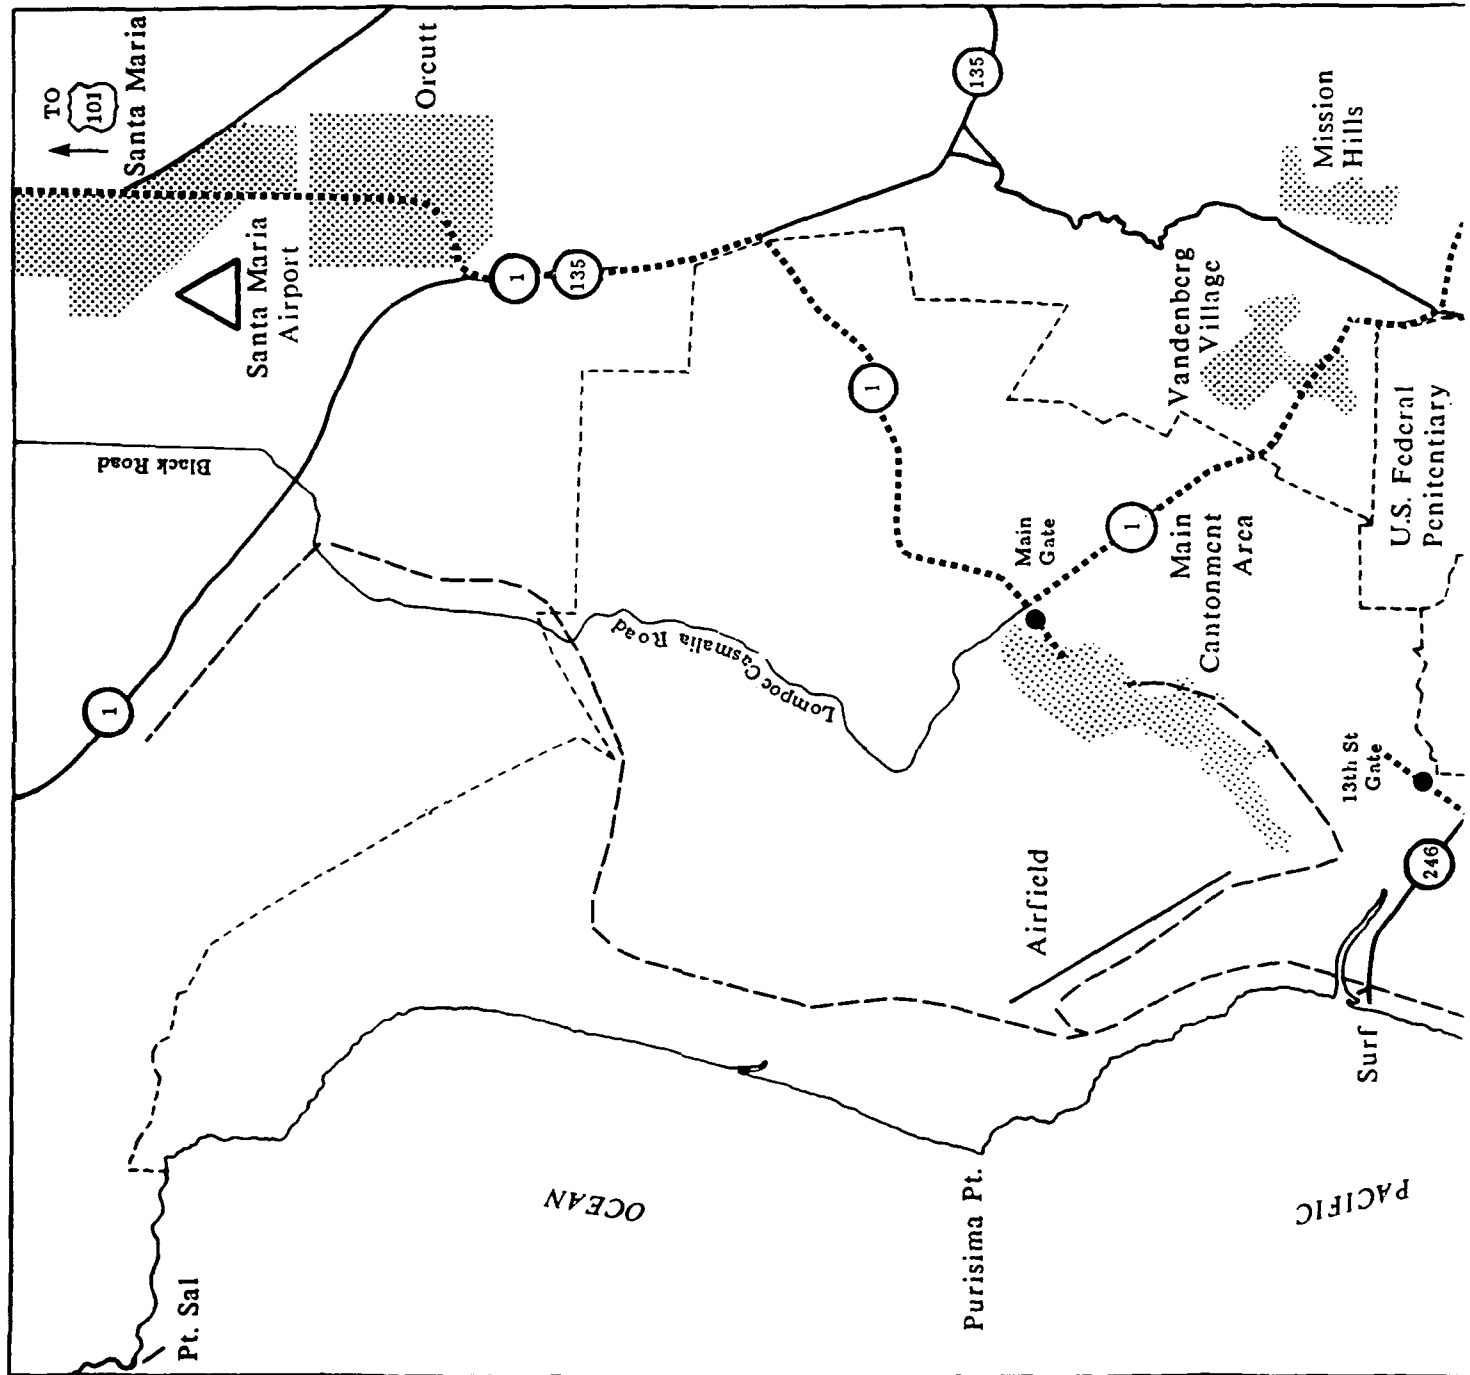 TO
101
Santa Maria
Orcutt
135
Mission
Hills
Santa Maria
Airport
1
135
Vandenberg
Village
1
Black Road
U.S. Federal
Penitentiary
Main
Gate
1
Main
Cantonment
Area
1
Lompoc Casmalia Road
13th St
Gate
246
Airfield
Surf
OCEAN
PACIFIC
Purisima Pt.
Pt. Sal